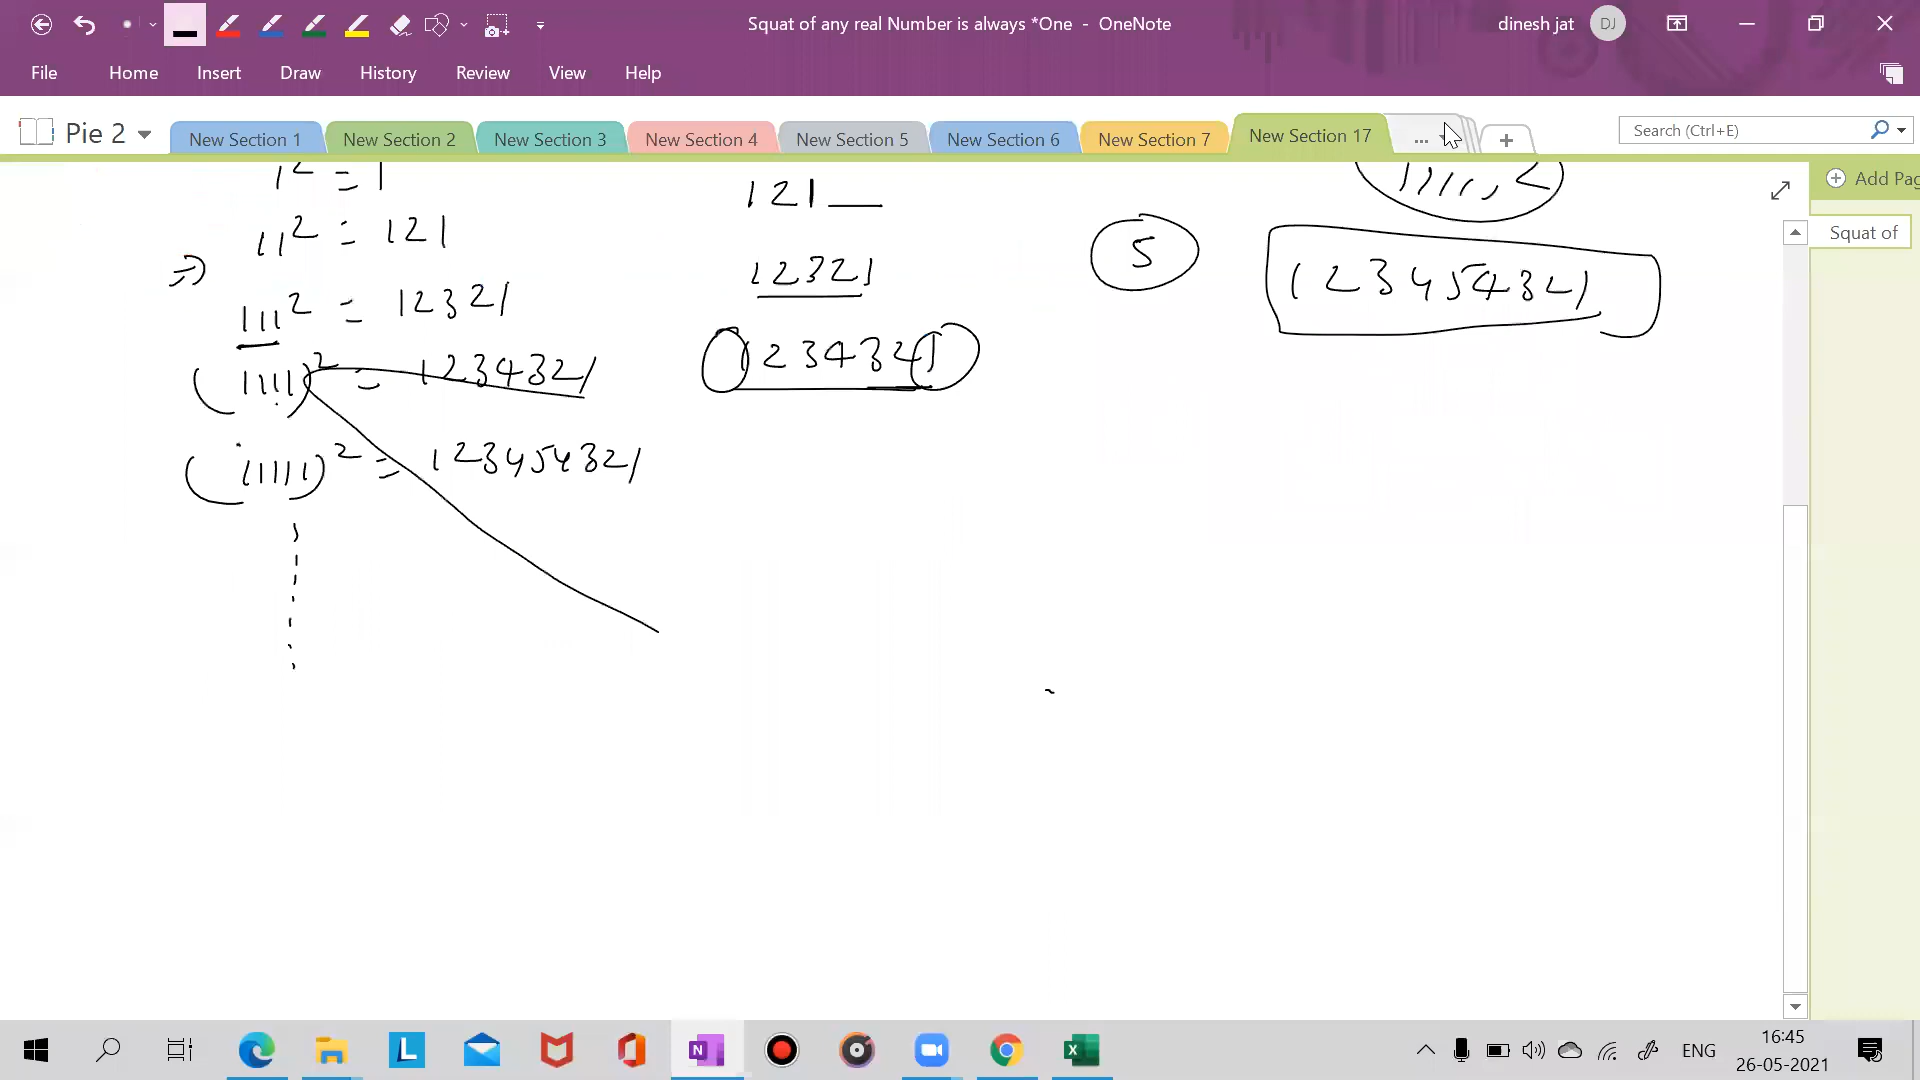 Squat of any real Number is always *One - OneNote
dinesh jat
DJ
File Home Insert Draw History Review View Help
Pie 2
New Section 1 New Section 2 New Section 3 New Section 4 New Section 5 New Section 6 New Section 7 New Section 17 ... +
Search (Ctrl+E)
Add Pag
Squat of
1² = 1
11² = 121
111² = 12321
(1111)² = 1234321
(11111)² = 123454321
121
12321
1234321
5
123454321
L
N
X
ENG
16:45
26-05-2021